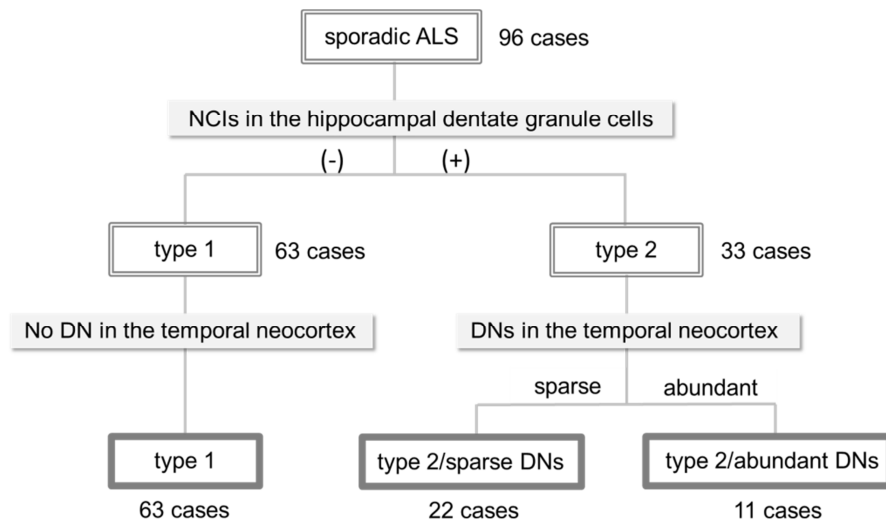 sporadic ALS 96 cases
NCIs in the hippocampal dentate granule cells
(-) (+)
type 1 63 cases type 2 33 cases
No DN in the temporal neocortex DNs in the temporal neocortex
sparse abundant
type 1 type 2/sparse DNs type 2/abundant DNs
63 cases 22 cases 11 cases